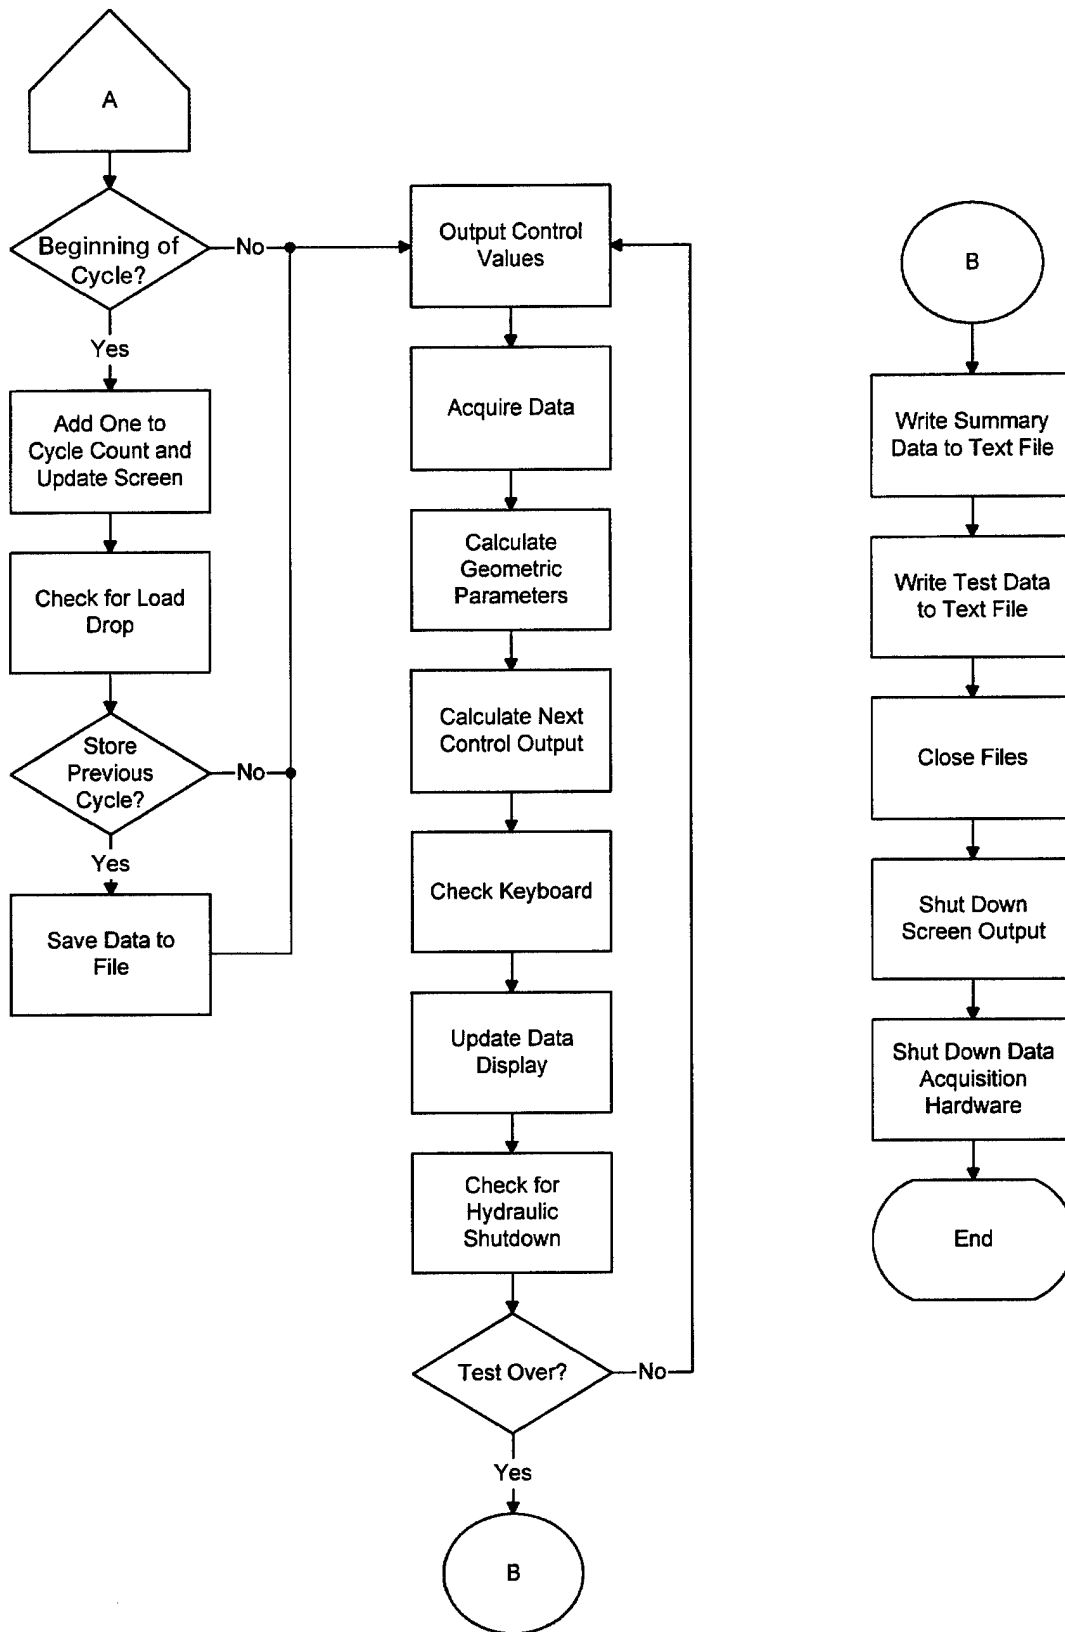 A
Beginning of
Cycle?
No
Yes
Add One to
Cycle Count and
Update Screen
Check for Load
Drop
Store
Previous
Cycle?
No
Yes
Save Data to
File
Output Control
Values
Acquire Data
Calculate
Geometric
Parameters
Calculate Next
Control Output
Check Keyboard
Update Data
Display
Check for
Hydraulic
Shutdown
Test Over?
No
Yes
B
B
Write Summary
Data to Text File
Write Test Data
to Text File
Close Files
Shut Down
Screen Output
Shut Down Data
Acquisition
Hardware
End